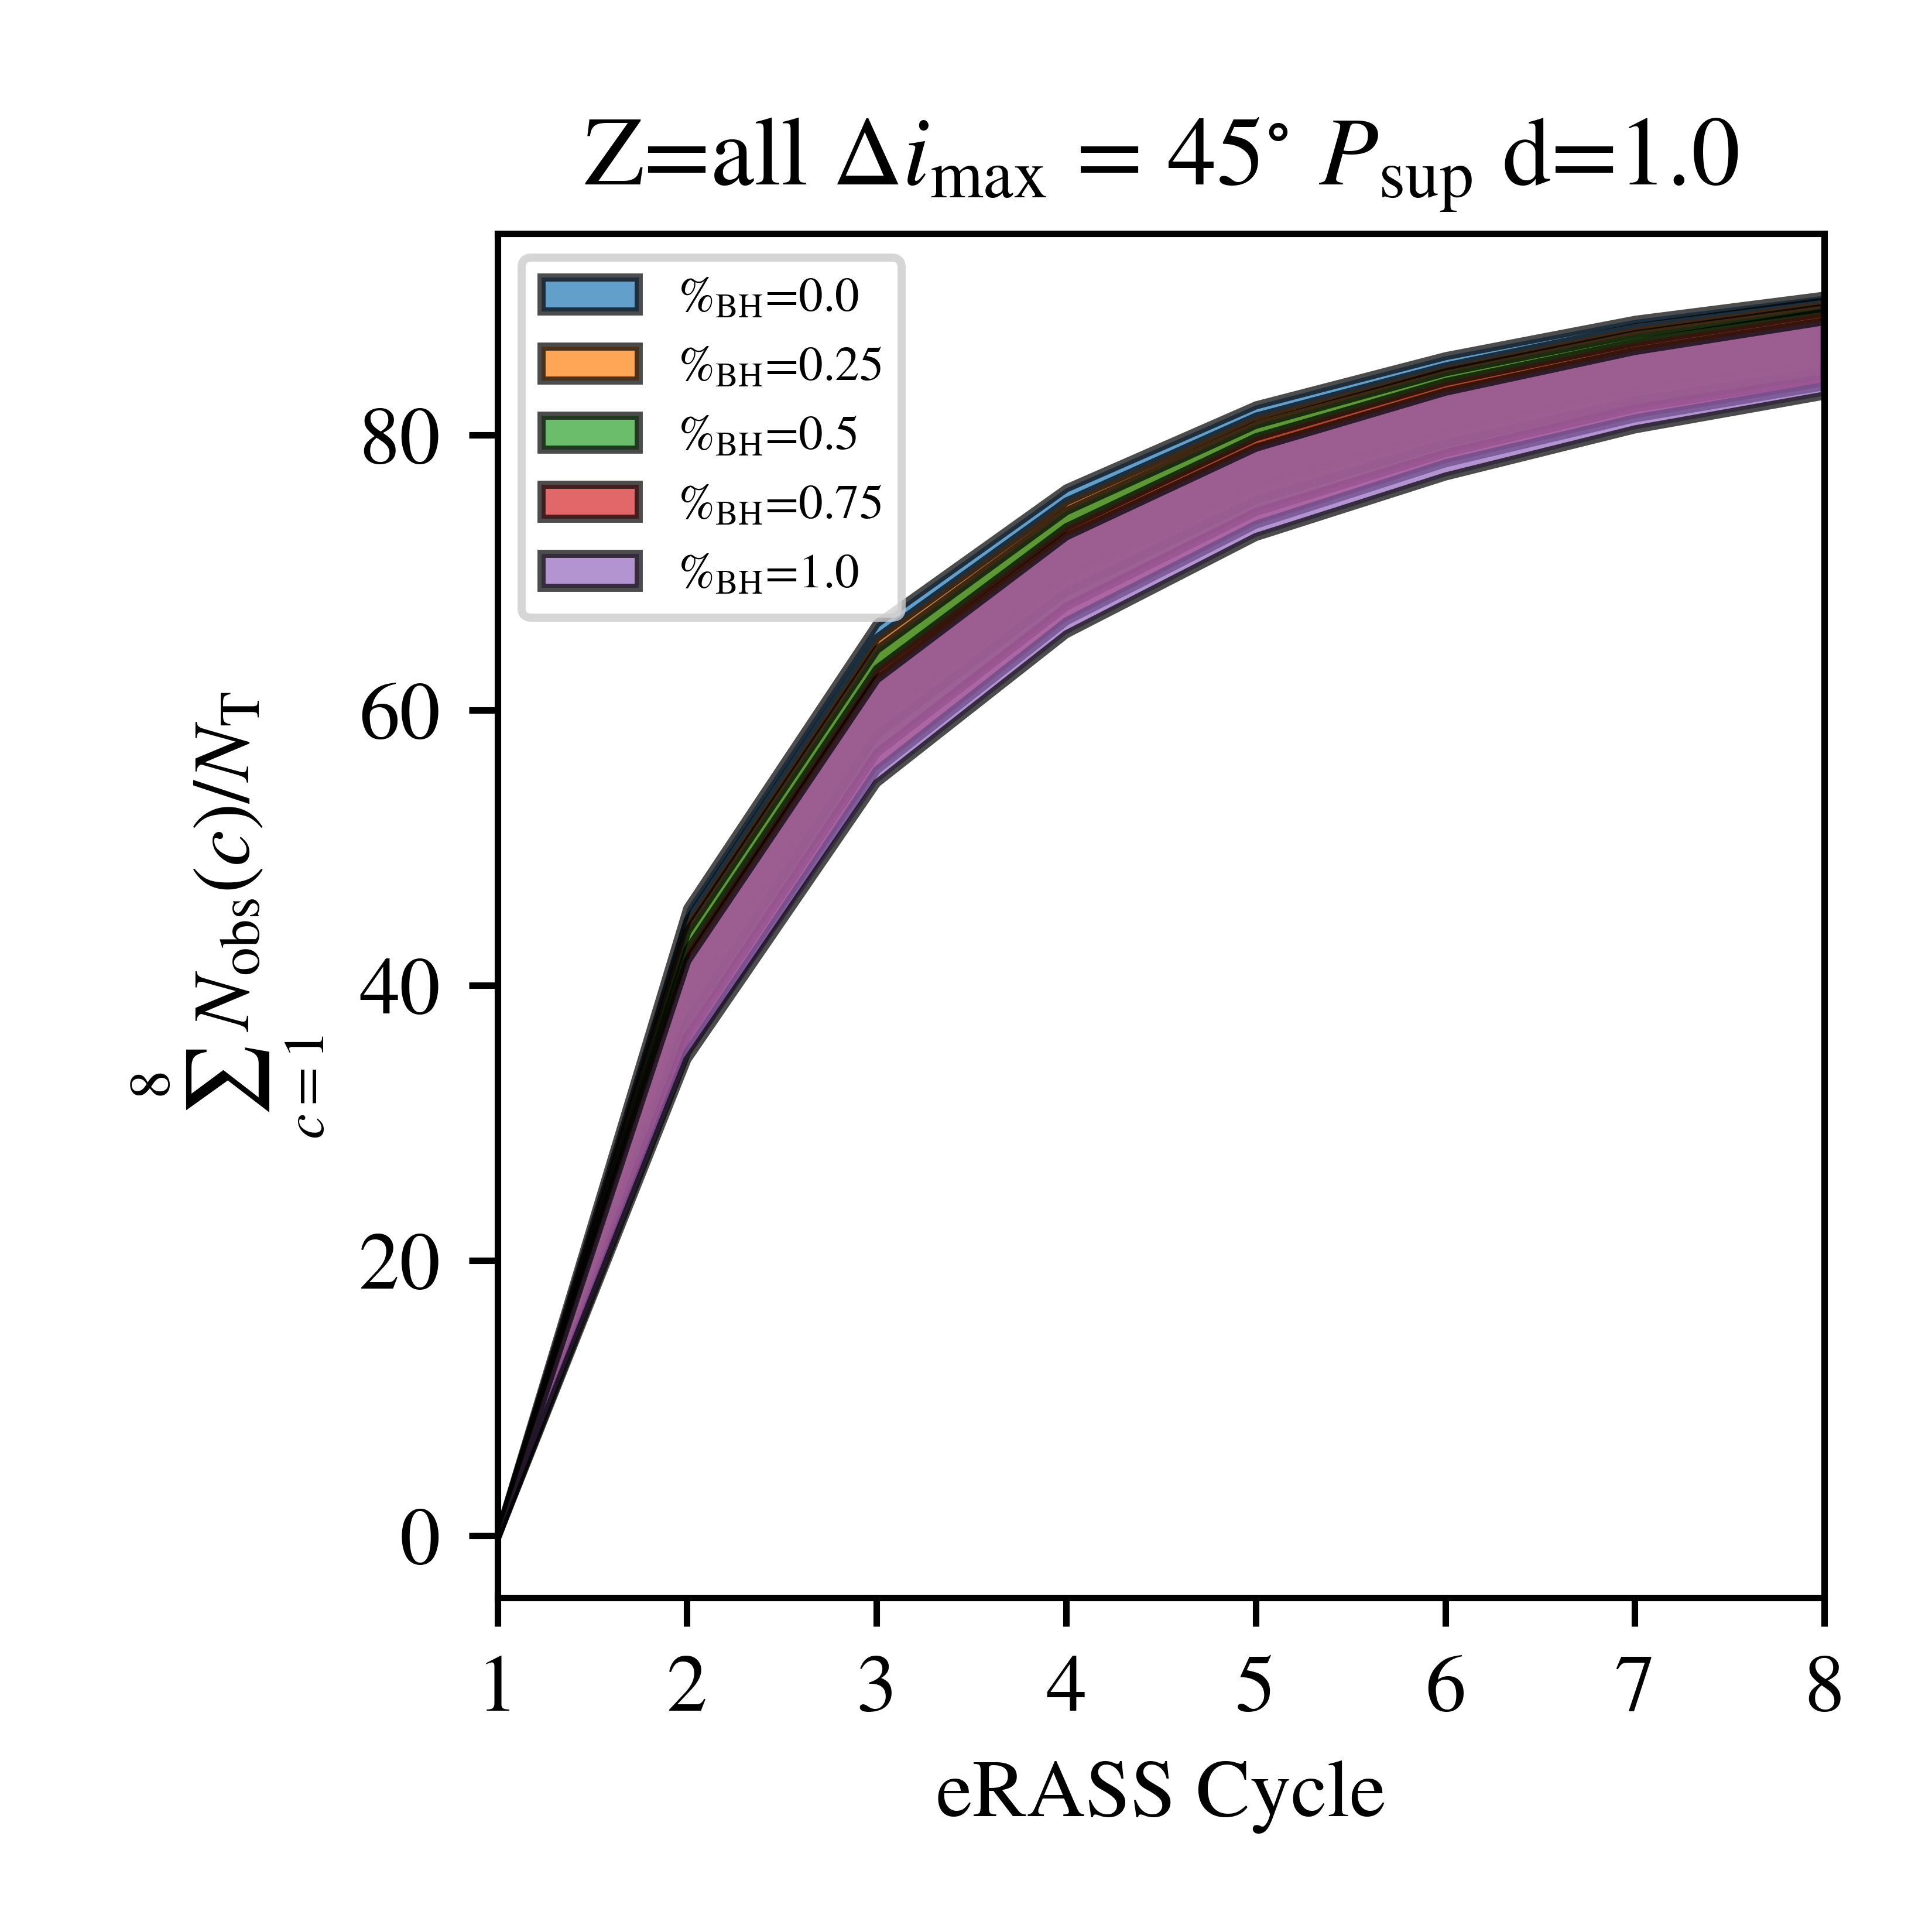 Z=all Δi_max = 45° P_sup d=1.0
%_BH=0.0
%_BH=0.25
%_BH=0.5
%_BH=0.75
%_BH=1.0
80
60
40
20
0
∑_{c=1}^{8} N_obs(c)/N_T
1 2 3 4 5 6 7 8
eRASS Cycle